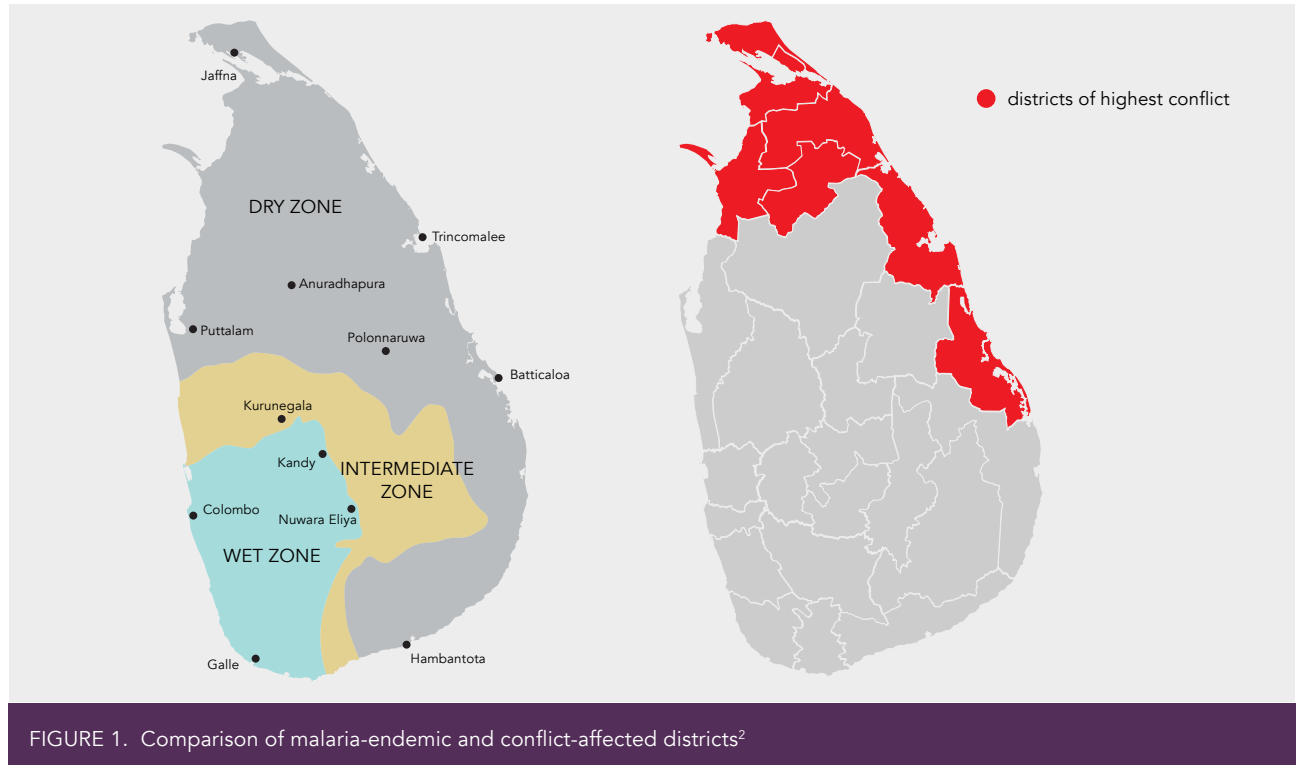 Jaffna
DRY ZONE
Trincomalee
Anuradhapura
Puttalam
Polonnaruwa
Batticaloa
Kurunegala
Kandy
INTERMEDIATE
ZONE
Colombo
Nuwara Eliya
WET ZONE
Galle
Hambantota
districts of highest conflict
FIGURE 1. Comparison of malaria-endemic and conflict-affected districts²